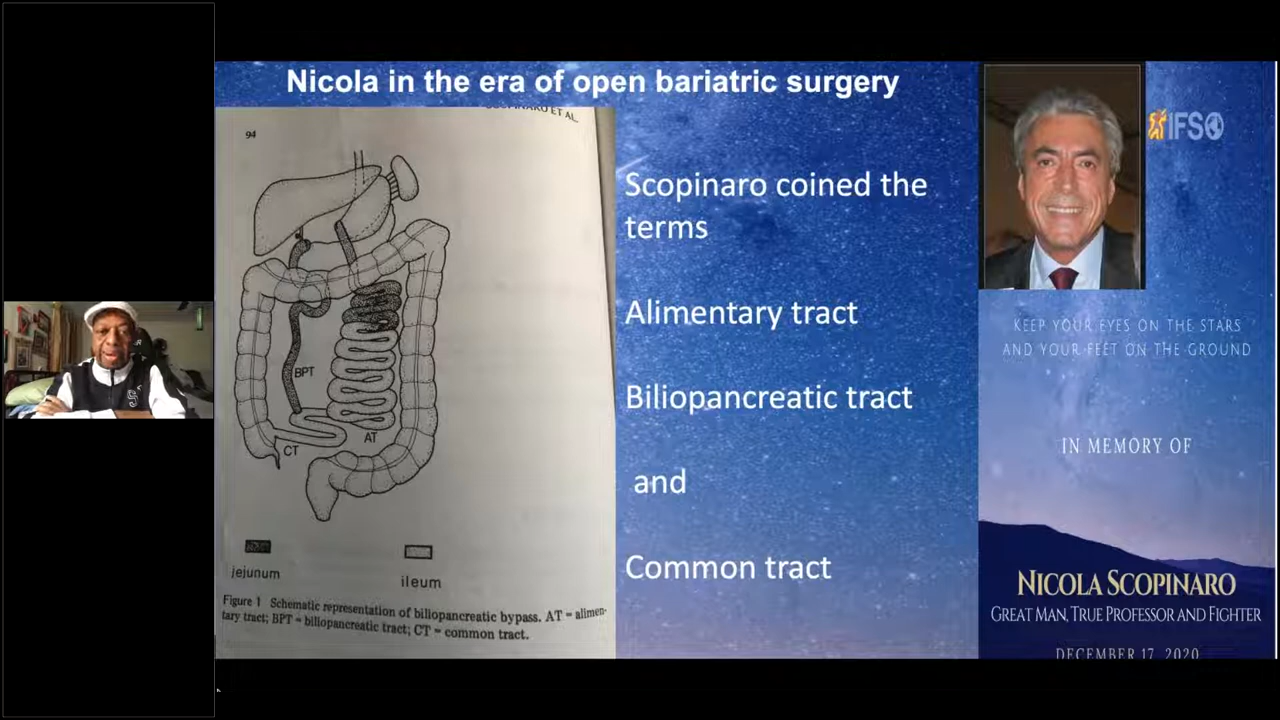 Nicola in the era of open bariatric surgery
94
SCOPINARO ET AL.
BPT
AT
CT
jejunum
ileum
Figure 1 Schematic representation of biliopancreatic bypass. AT = alimen-
tary tract; BPT = biliopancreatic tract; CT = common tract.
Scopinaro coined the
terms
Alimentary tract
Biliopancreatic tract
and
Common tract
IFSO
KEEP YOUR EYES ON THE STARS
AND YOUR FEET ON THE GROUND
IN MEMORY OF
NICOLA SCOPINARO
GREAT MAN, TRUE PROFESSOR AND FIGHTER
DECEMBER 17, 2020